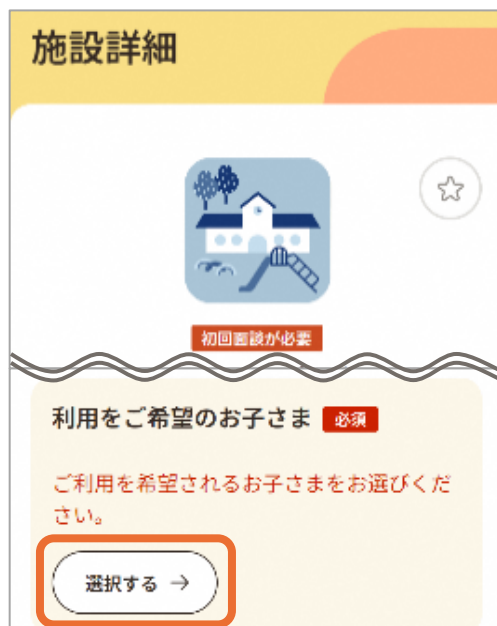 施設詳細
初回面談が必要
利用をご希望のお子さま 必須
ご利用を希望されるお子さまをお選びくだ
さい。
選択する →